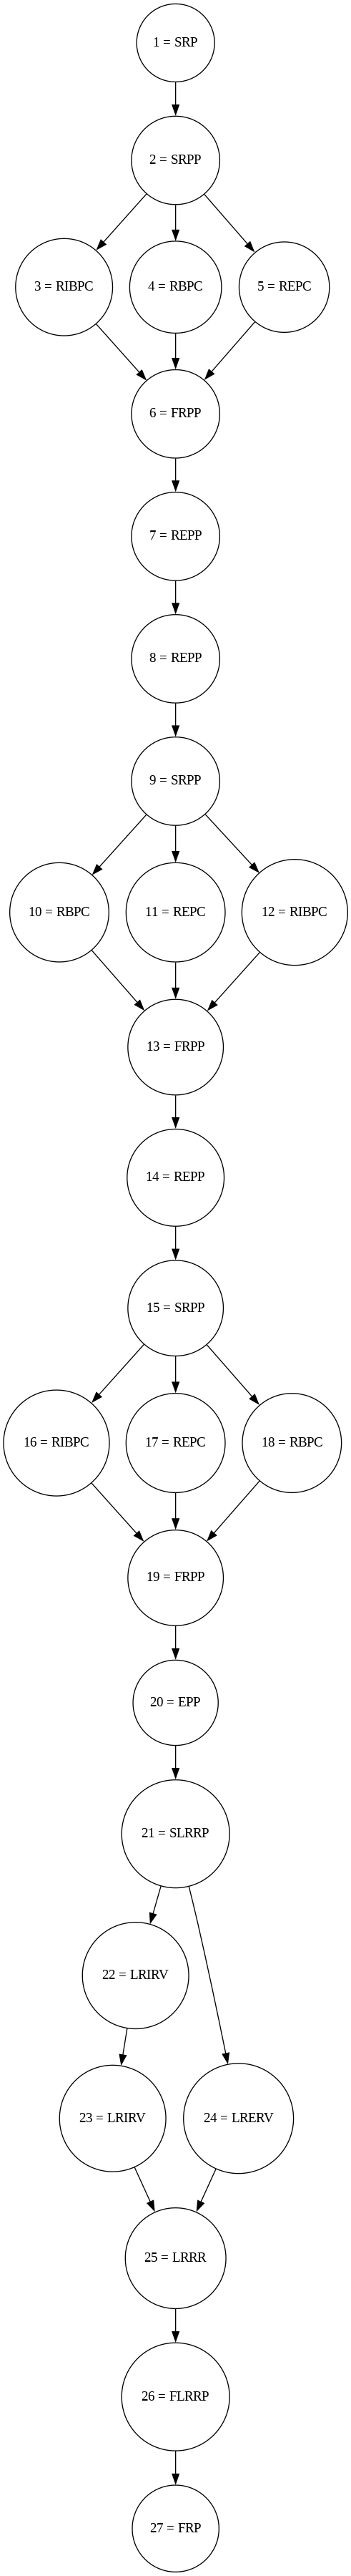 1 = SRP
2 = SRPP
3 = RIBPC
4 = RBPC
5 = REPC
6 = FRPP
7 = REPP
8 = REPP
9 = SRPP
10 = RBPC
11 = REPC
12 = RIBPC
13 = FRPP
14 = REPP
15 = SRPP
16 = RIBPC
17 = REPC
18 = RBPC
19 = FRPP
20 = EPP
21 = SLRRP
22 = LRIRV
23 = LRIRV
24 = LRERV
25 = LRRR
26 = FLRRP
27 = FRP